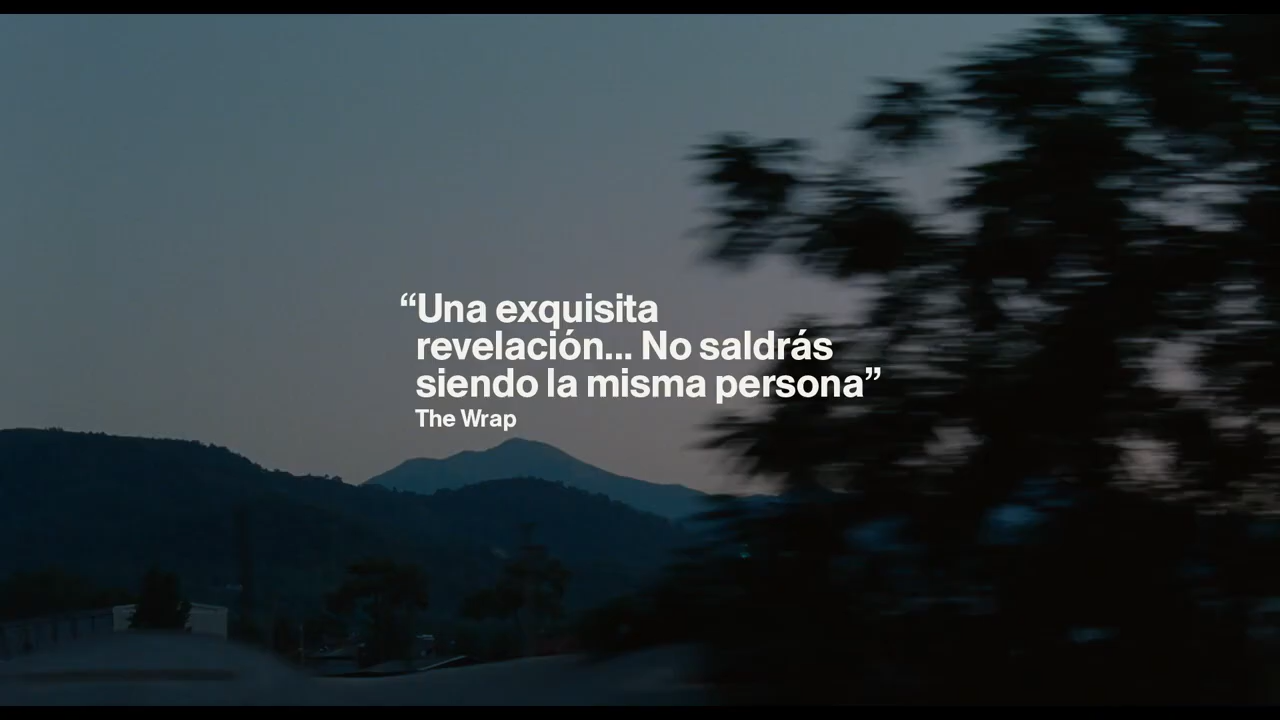 “Una exquisita
revelación... No saldrás
siendo la misma persona”
The Wrap